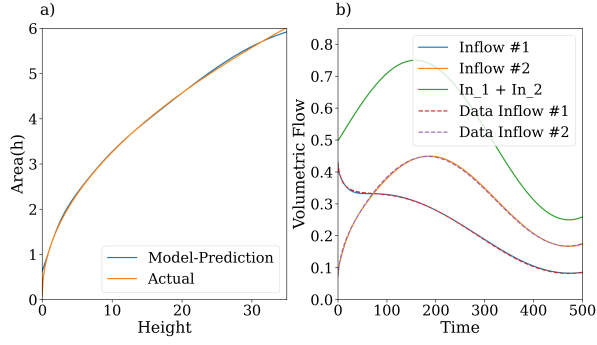 a)
6
5
4
3
2
1
0
Area(h)
0
10
20
30
Height
Model-Prediction
Actual
b)
0.8
0.7
0.6
0.5
0.4
0.3
0.2
0.1
0.0
Volumetric Flow
0
100
200
300
400
500
Time
Inflow #1
Inflow #2
In_1 + In_2
Data Inflow #1
Data Inflow #2